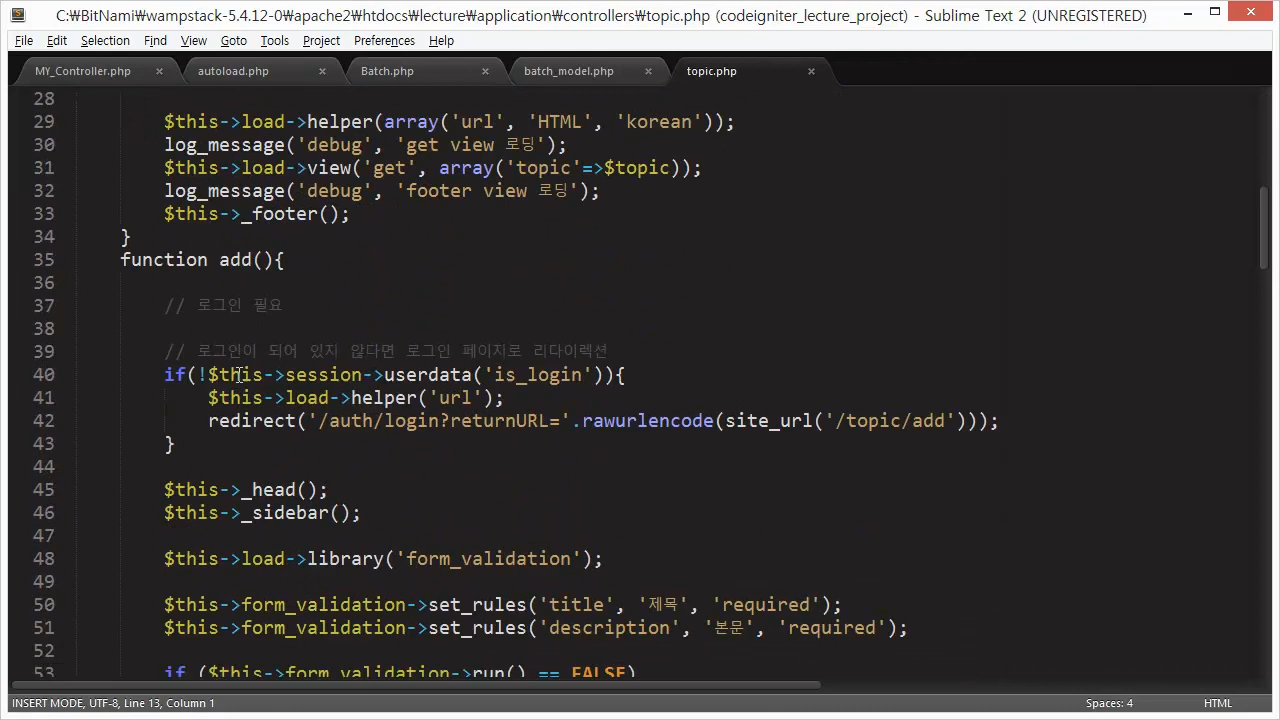 C:₩BitNami₩wampstack-5.4.12-0₩apache2₩htdocs₩lecture₩application₩controllers₩topic.php (codeigniter_lecture_project) - Sublime Text 2 (UNREGISTERED)
File Edit Selection Find View Goto Tools Project Preferences Help
MY_Controller.php × autoload.php × Batch.php × batch_model.php × topic.php ×
28
29 $this->load->helper(array('url', 'HTML', 'korean'));
30 log_message('debug', 'get view 로딩');
31 $this->load->view('get', array('topic'=>$topic));
32 log_message('debug', 'footer view 로딩');
33 $this->_footer();
34 }
35 function add(){
36
37 // 로그인 필요
38
39 // 로그인이 되어 있지 않다면 로그인 페이지로 리다이렉션
40 if(!$this->session->userdata('is_login')){
41 $this->load->helper('url');
42 redirect('/auth/login?returnURL='.rawurlencode(site_url('/topic/add')));
43 }
44
45 $this->_head();
46 $this->_sidebar();
47
48 $this->load->library('form_validation');
49
50 $this->form_validation->set_rules('title', '제목', 'required');
51 $this->form_validation->set_rules('description', '본문', 'required');
52
53 if ($this->form_validation->run() == FALSE)
INSERT MODE, UTF-8, Line 13, Column 1 Spaces: 4 HTML